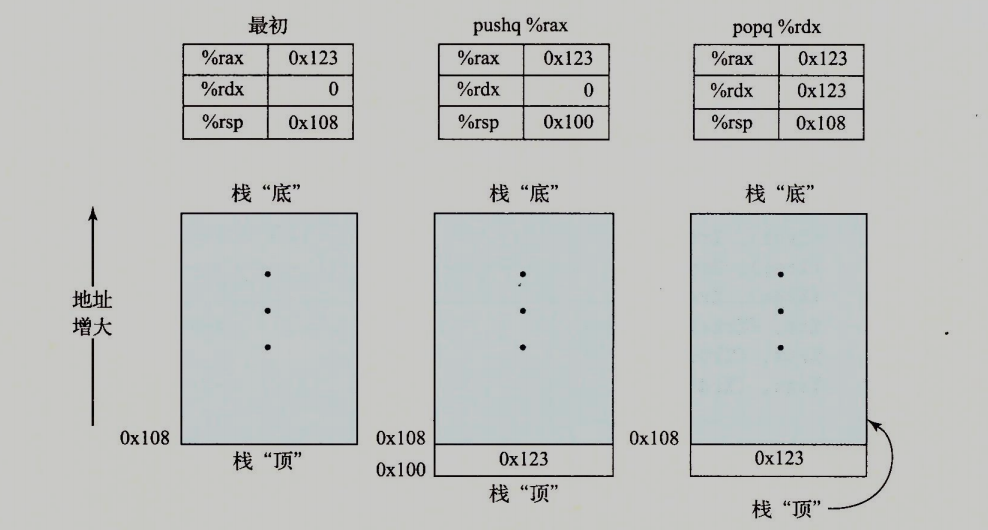 最初
%rax 0x123
%rdx 0
%rsp 0x108
pushq %rax
%rax 0x123
%rdx 0
%rsp 0x100
popq %rdx
%rax 0x123
%rdx 0x123
%rsp 0x108
地址
增大
栈“底”
0x108
栈“顶”
栈“底”
0x108
0x100
0x123
栈“顶”
栈“底”
0x108
0x123
栈“顶”